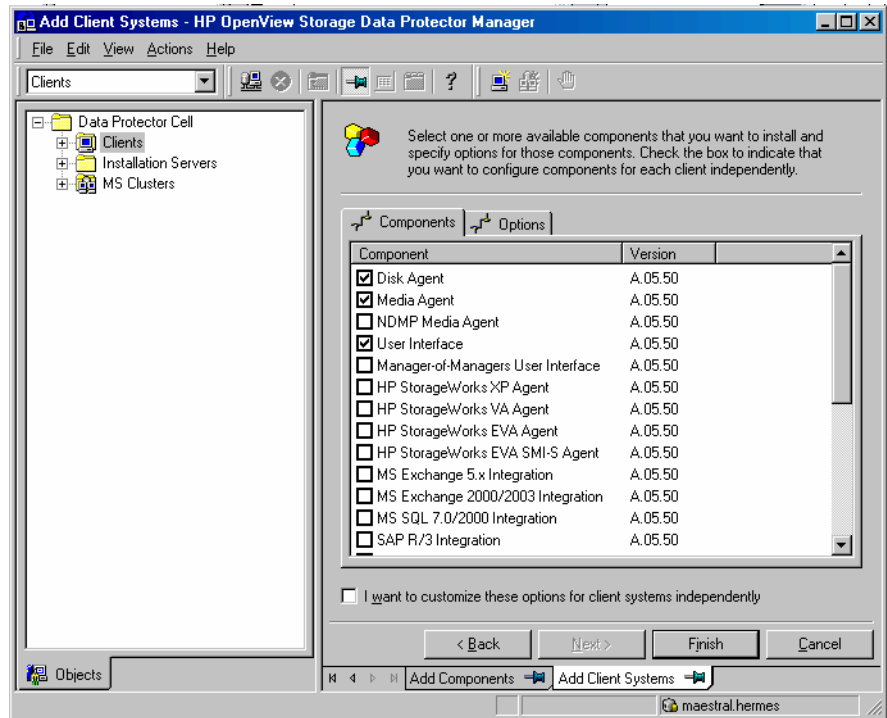 Add Client Systems - HP OpenView Storage Data Protector Manager
File Edit View Actions Help
Clients
Data Protector Cell
Clients
Installation Servers
MS Clusters
Select one or more available components that you want to install and
specify options for those components. Check the box to indicate that
you want to configure components for each client independently.
Components Options
Component Version
Disk Agent A.05.50
Media Agent A.05.50
NDMP Media Agent A.05.50
User Interface A.05.50
Manager-of-Managers User Interface A.05.50
HP StorageWorks XP Agent A.05.50
HP StorageWorks VA Agent A.05.50
HP StorageWorks EVA Agent A.05.50
HP StorageWorks EVA SMI-S Agent A.05.50
MS Exchange 5.x Integration A.05.50
MS Exchange 2000/2003 Integration A.05.50
MS SQL 7.0/2000 Integration A.05.50
SAP R/3 Integration A.05.50
I want to customize these options for client systems independently
< Back Next > Finish Cancel
Objects
Add Components Add Client Systems
maestral.hermes